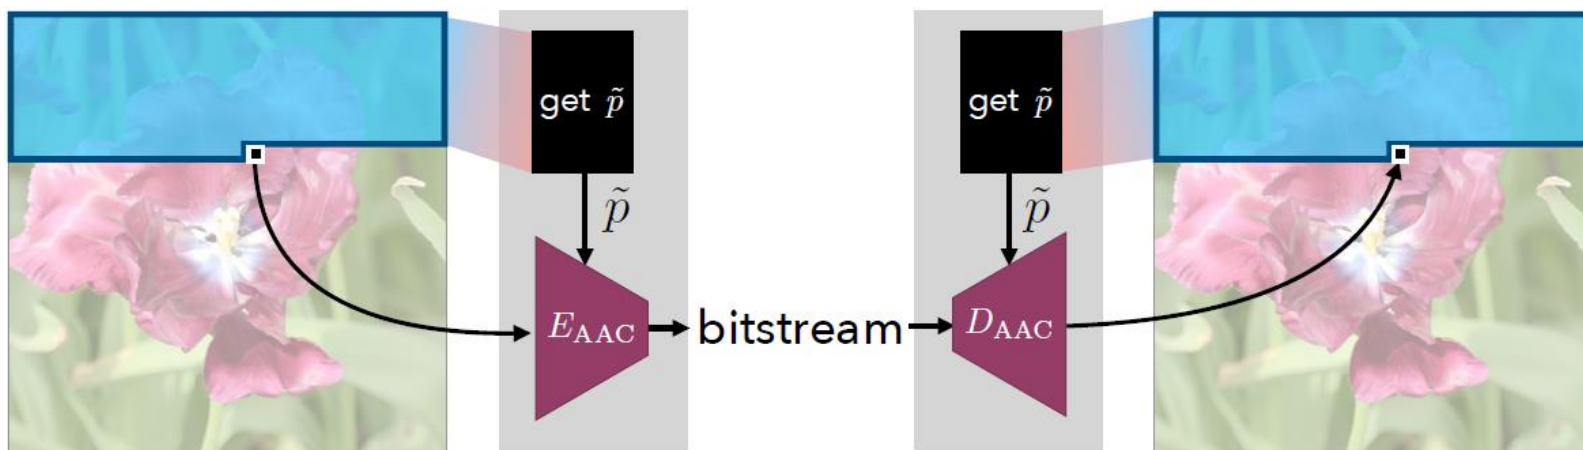 get p̃
p̃
E_AAC
bitstream
get p̃
p̃
D_AAC